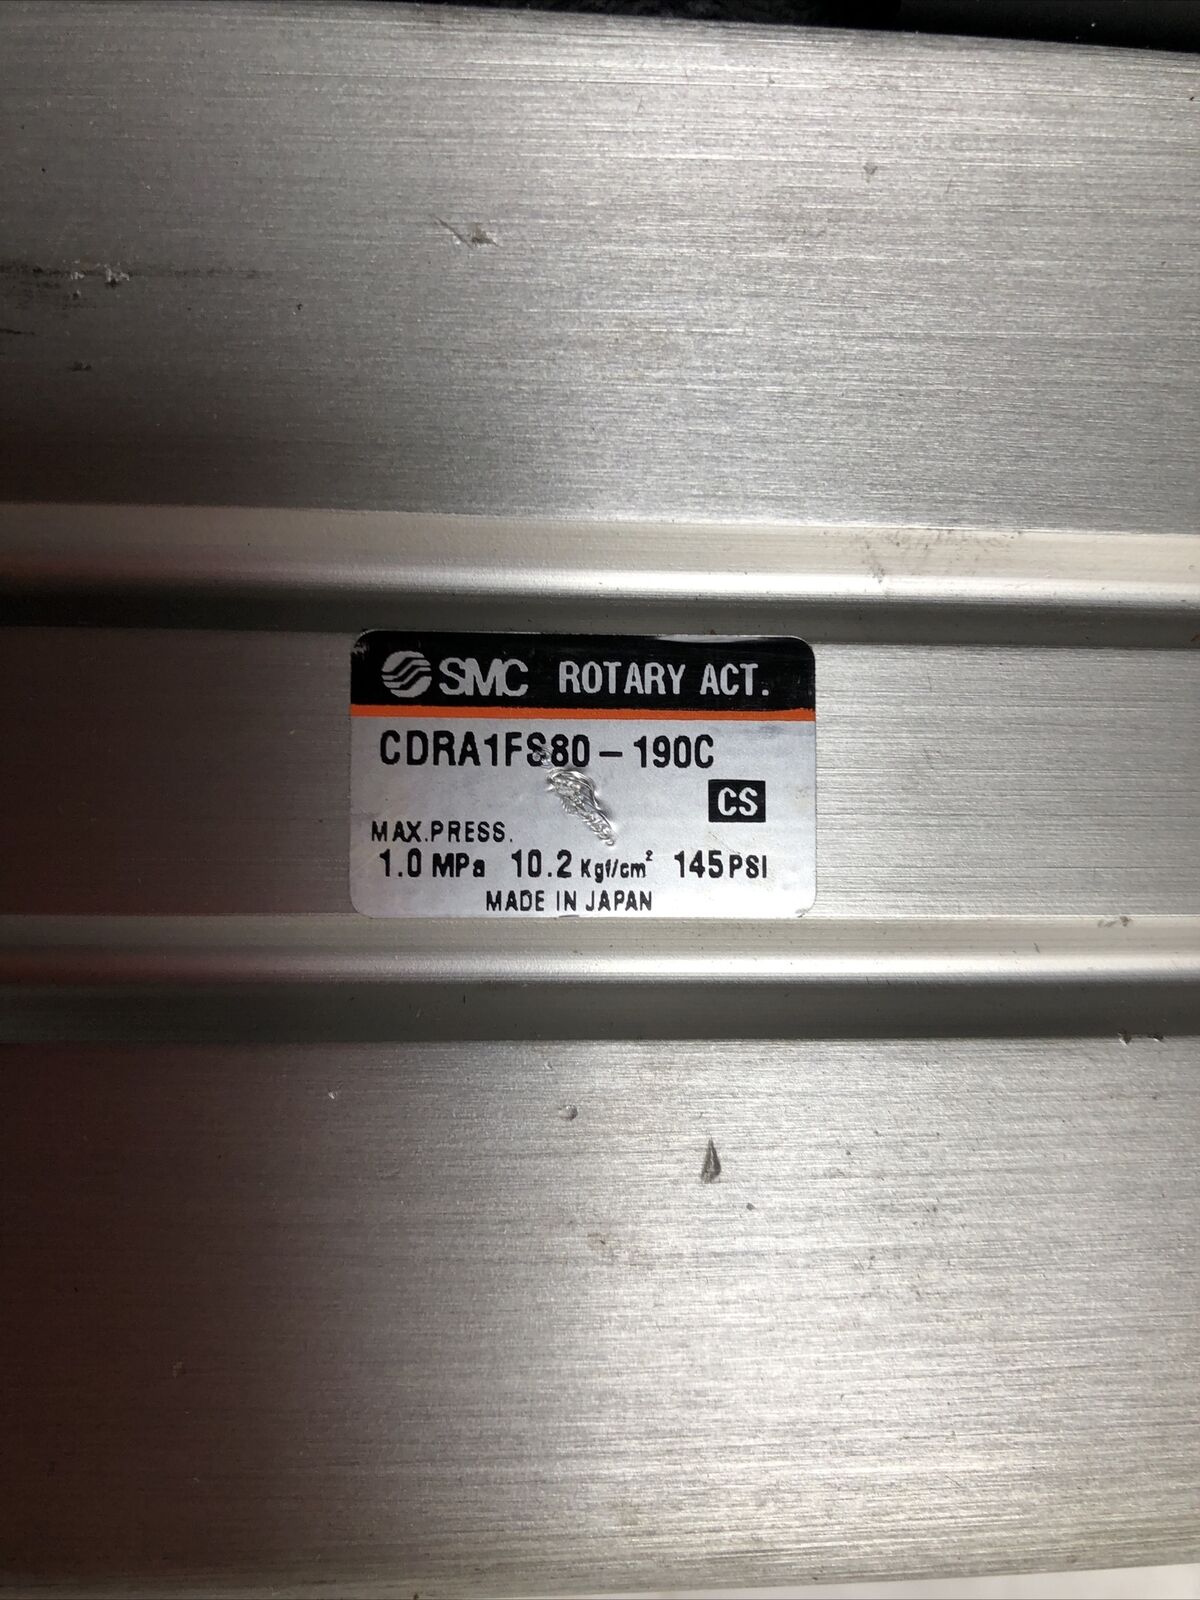 SMC ROTARY ACT.
CDRA1FS80-190C
CS
MAX.PRESS.
1.0 MPa 10.2 Kgf/cm² 145 PSI
MADE IN JAPAN